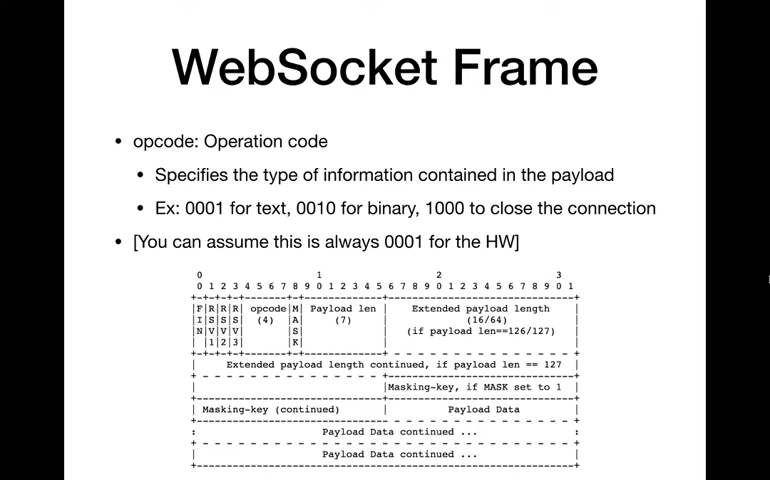 WebSocket Frame
• opcode: Operation code
• Specifies the type of information contained in the payload
• Ex: 0001 for text, 0010 for binary, 1000 to close the connection
• [You can assume this is always 0001 for the HW]
0                   1                   2                   3
0 1 2 3 4 5 6 7 8 9 0 1 2 3 4 5 6 7 8 9 0 1 2 3 4 5 6 7 8 9 0 1
+-+-+-+-+-------+-+-------------+-------------------------------+
|F|R|R|R| opcode|M| Payload len |    Extended payload length    |
|I|S|S|S|  (4)  |A|     (7)     |             (16/64)           |
|N|V|V|V|       |S|             |   (if payload len==126/127)   |
| |1|2|3|       |K|             |                               |
+-+-+-+-+-------+-+-------------+ - - - - - - - - - - - - - - - +
|     Extended payload length continued, if payload len == 127  |
+ - - - - - - - - - - - - - - - +-------------------------------+
|                               |Masking-key, if MASK set to 1  |
+-------------------------------+-------------------------------+
| Masking-key (continued)       |          Payload Data         |
+-------------------------------- - - - - - - - - - - - - - - - +
:                     Payload Data continued ...                :
+ - - - - - - - - - - - - - - - - - - - - - - - - - - - - - - - +
|                     Payload Data continued ...                |
+---------------------------------------------------------------+